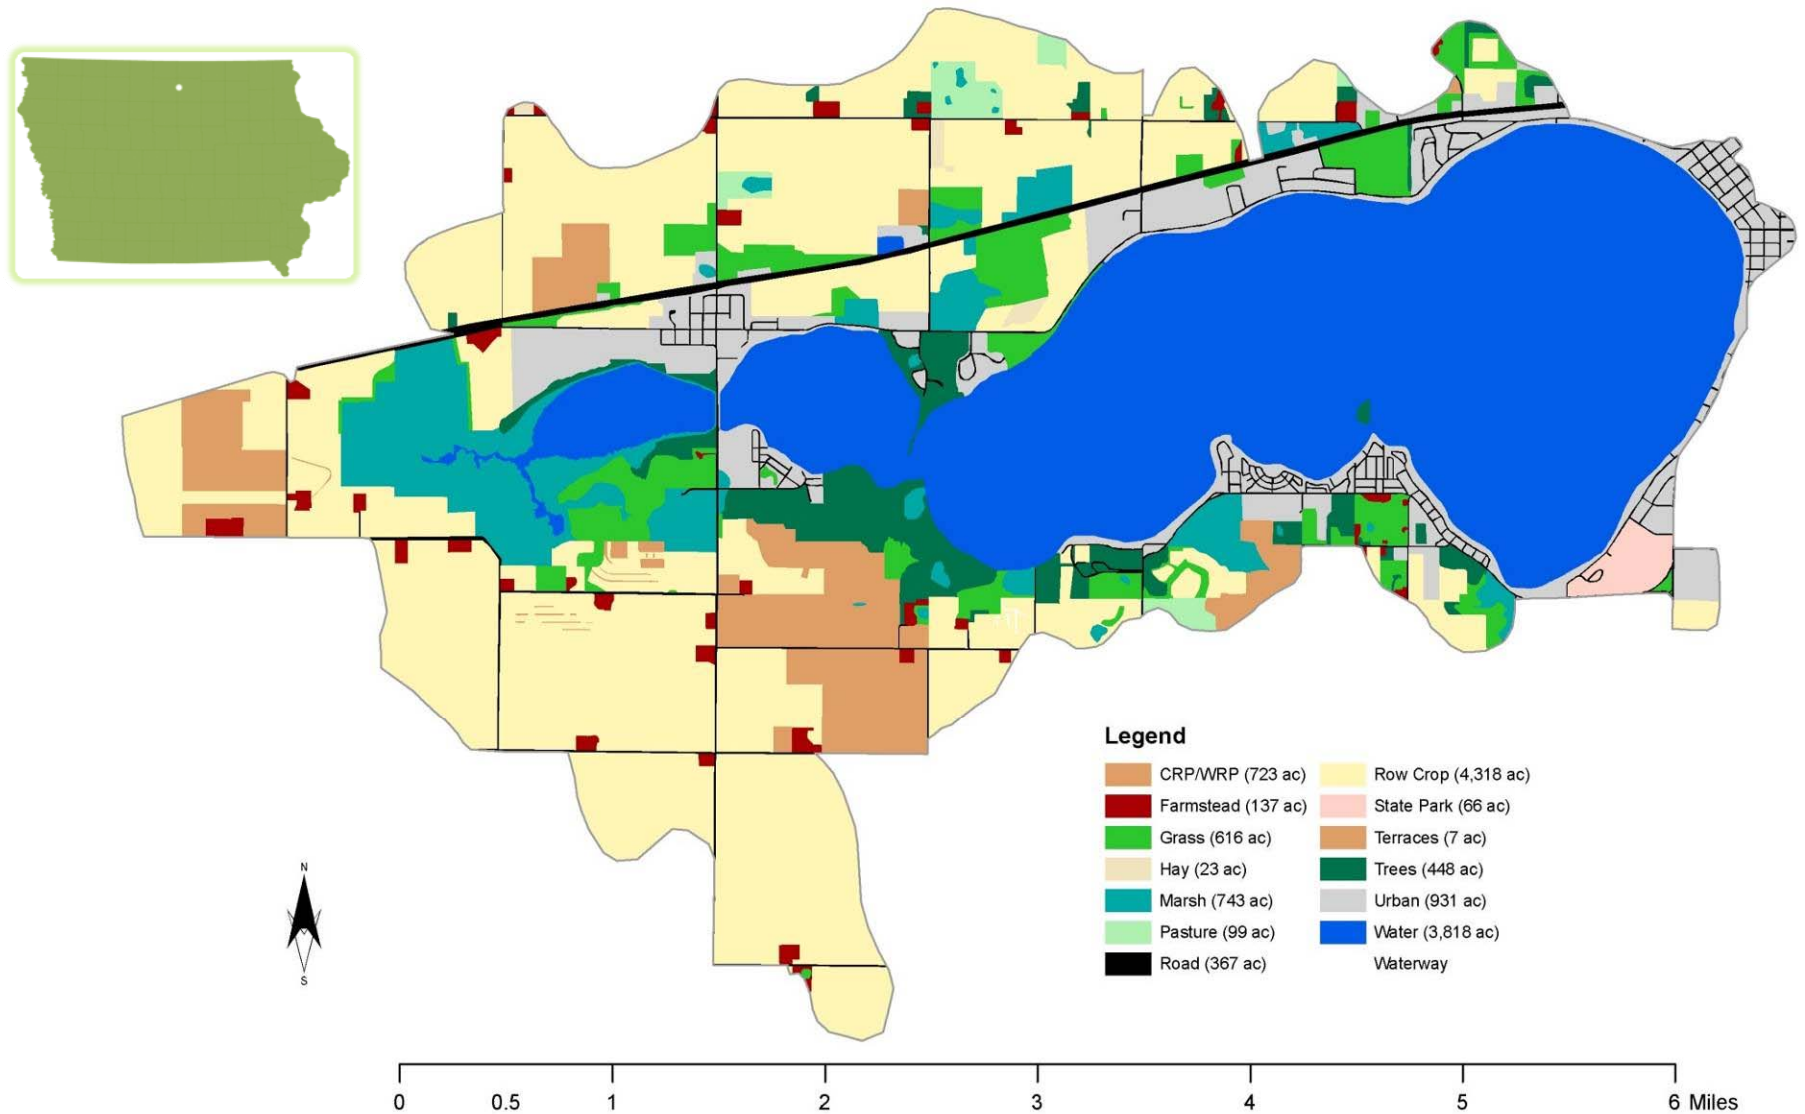 Legend
CRP/WRP (723 ac) Row Crop (4,318 ac)
Farmstead (137 ac) State Park (66 ac)
Grass (616 ac) Terraces (7 ac)
Hay (23 ac) Trees (448 ac)
Marsh (743 ac) Urban (931 ac)
Pasture (99 ac) Water (3,818 ac)
Road (367 ac) Waterway
N
S
0 0.5 1 2 3 4 5 6 Miles